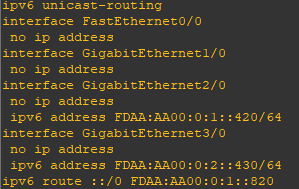 ipv6 unicast-routing
interface FastEthernet0/0
no ip address
interface GigabitEthernet1/0
no ip address
interface GigabitEthernet2/0
no ip address
ipv6 address FDAA:AA00:0:1::420/64
interface GigabitEthernet3/0
no ip address
ipv6 address FDAA:AA00:0:2::430/64
ipv6 route ::/0 FDAA:AA00:0:1::820